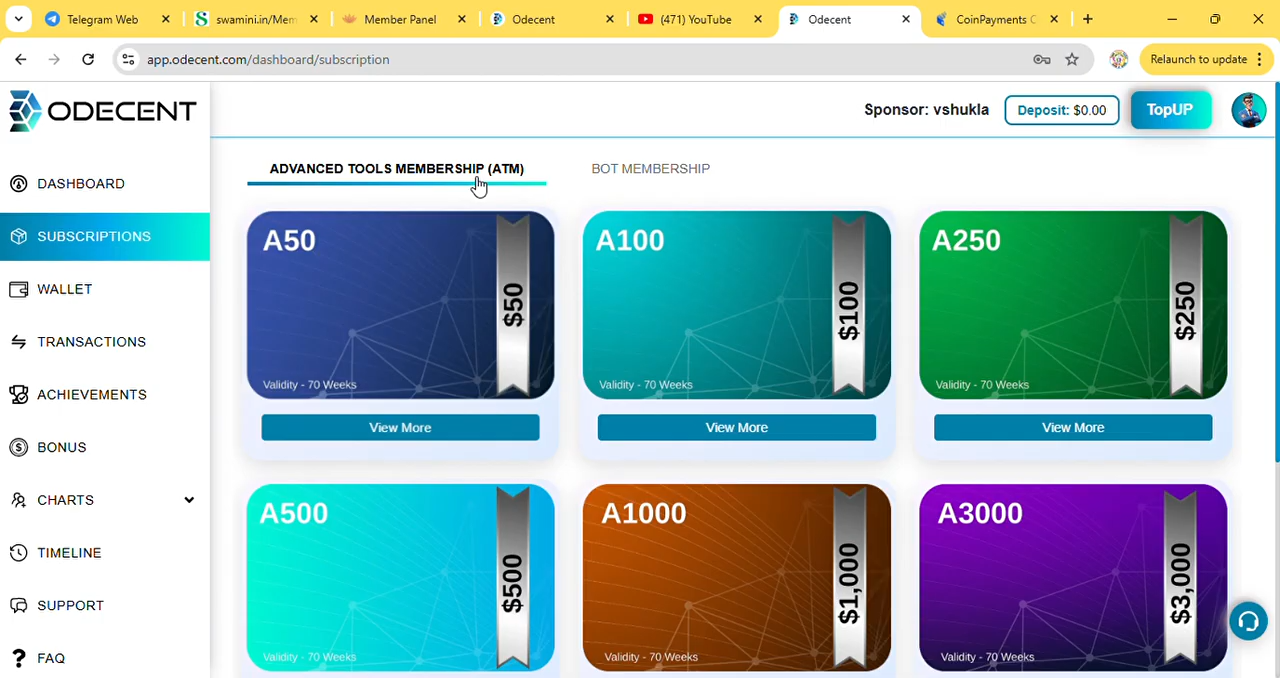 Telegram Web
swamini.in/Mem
Member Panel
Odecent
(471) YouTube
Odecent
CoinPayments C
app.odecent.com/dashboard/subscription
Relaunch to update
ODECENT
Sponsor: vshukla
Deposit: $0.00
TopUP
DASHBOARD
SUBSCRIPTIONS
WALLET
TRANSACTIONS
ACHIEVEMENTS
BONUS
CHARTS
TIMELINE
SUPPORT
FAQ
ADVANCED TOOLS MEMBERSHIP (ATM)
BOT MEMBERSHIP
A50
$50
Validity - 70 Weeks
View More
A100
$100
Validity - 70 Weeks
View More
A250
$250
Validity - 70 Weeks
View More
A500
$500
Validity - 70 Weeks
A1000
$1,000
Validity - 70 Weeks
A3000
$3,000
Validity - 70 Weeks